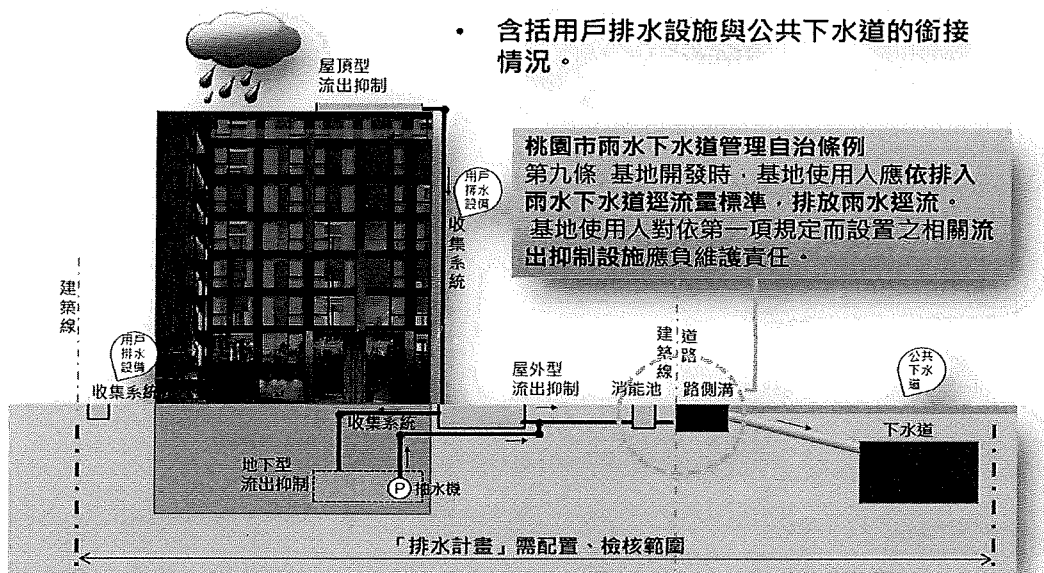 • 含括用戶排水設施與公共下水道的銜接
情況。
屋頂型
流出抑制
桃園市雨水下水道管理自治條例
第九條 基地開發時，基地使用人應依排入
雨水下水道逕流量標準，排放雨水逕流。
基地使用人對依第一項規定而設置之相關流
出抑制設施應負維護責任。
用戶
排水
設備
收集系統
建築線
用戶
排水
設備
收集系統
屋外型
流出抑制
消能池
建築線
道路
路側溝
公共
下水
道
下水道
收集系統
地下型
流出抑制
P
抽水機
「排水計畫」需配置、檢核範圍